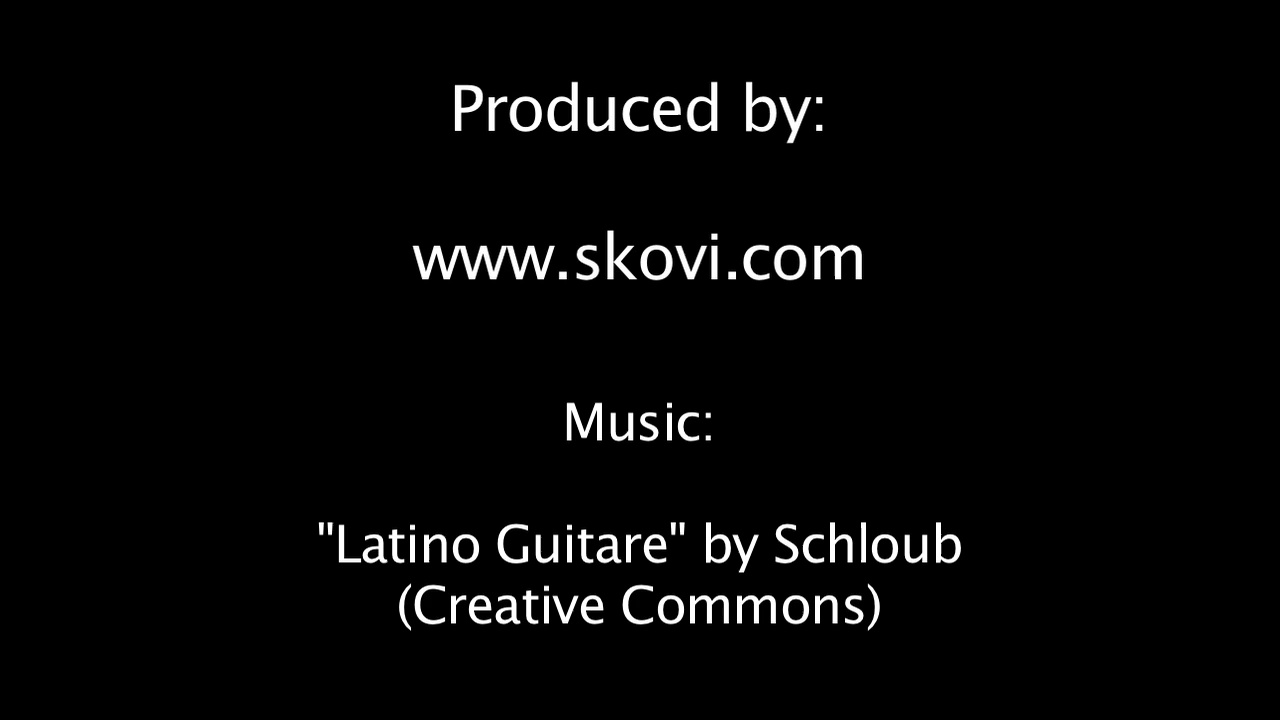 Produced by:
www.skovi.com
Music:
"Latino Guitare" by Schloub
(Creative Commons)